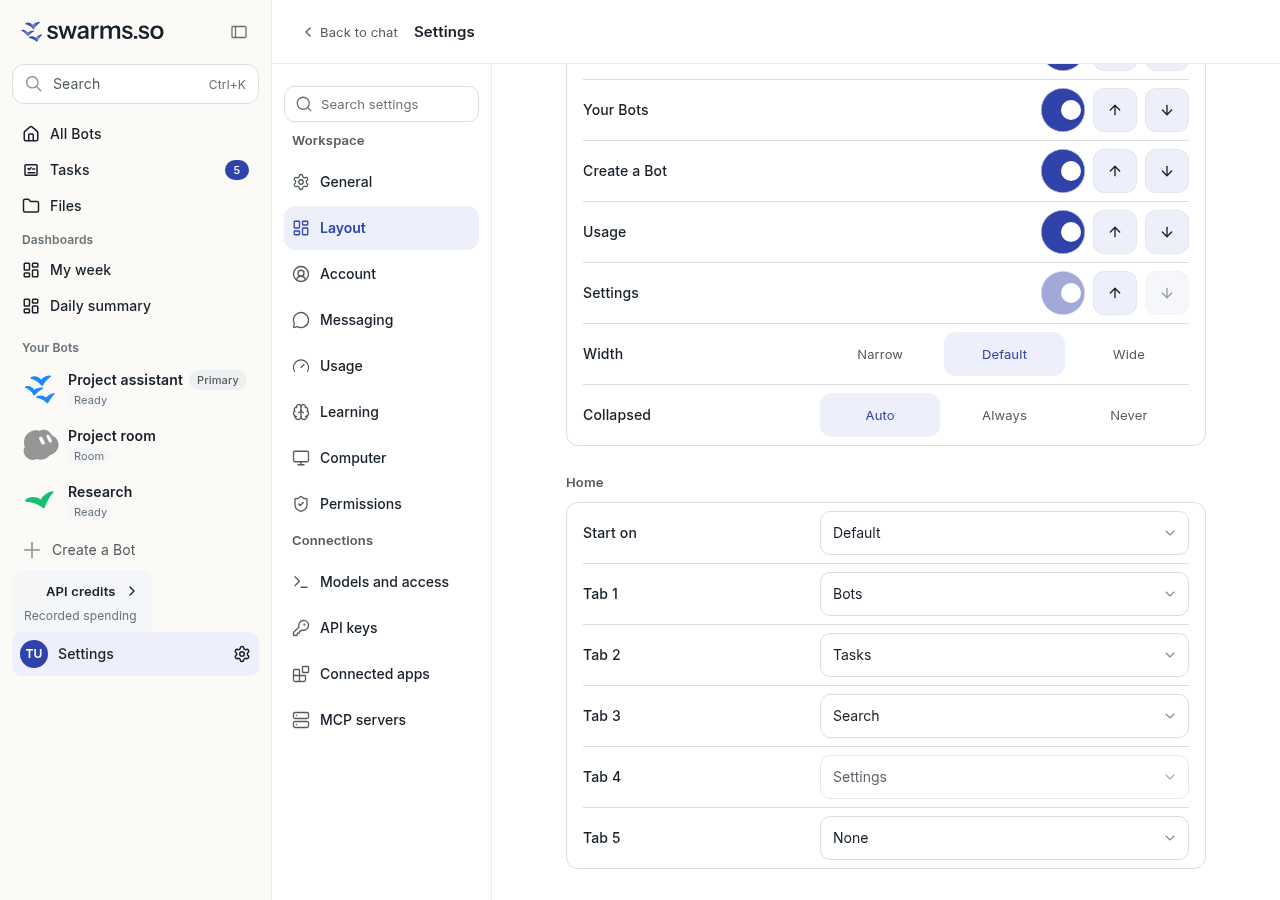 swarms.so
Search Ctrl+K
All Bots
Tasks 5
Files
Dashboards
My week
Daily summary
Your Bots
Project assistant Primary
Ready
Project room
Room
Research
Ready
Create a Bot
API credits
Recorded spending
TU Settings
Back to chat Settings
Search settings
Workspace
General
Layout
Account
Messaging
Usage
Learning
Computer
Permissions
Connections
Models and access
API keys
Connected apps
MCP servers
Your Bots
Create a Bot
Usage
Settings
Width Narrow Default Wide
Collapsed Auto Always Never
Home
Start on Default
Tab 1 Bots
Tab 2 Tasks
Tab 3 Search
Tab 4 Settings
Tab 5 None